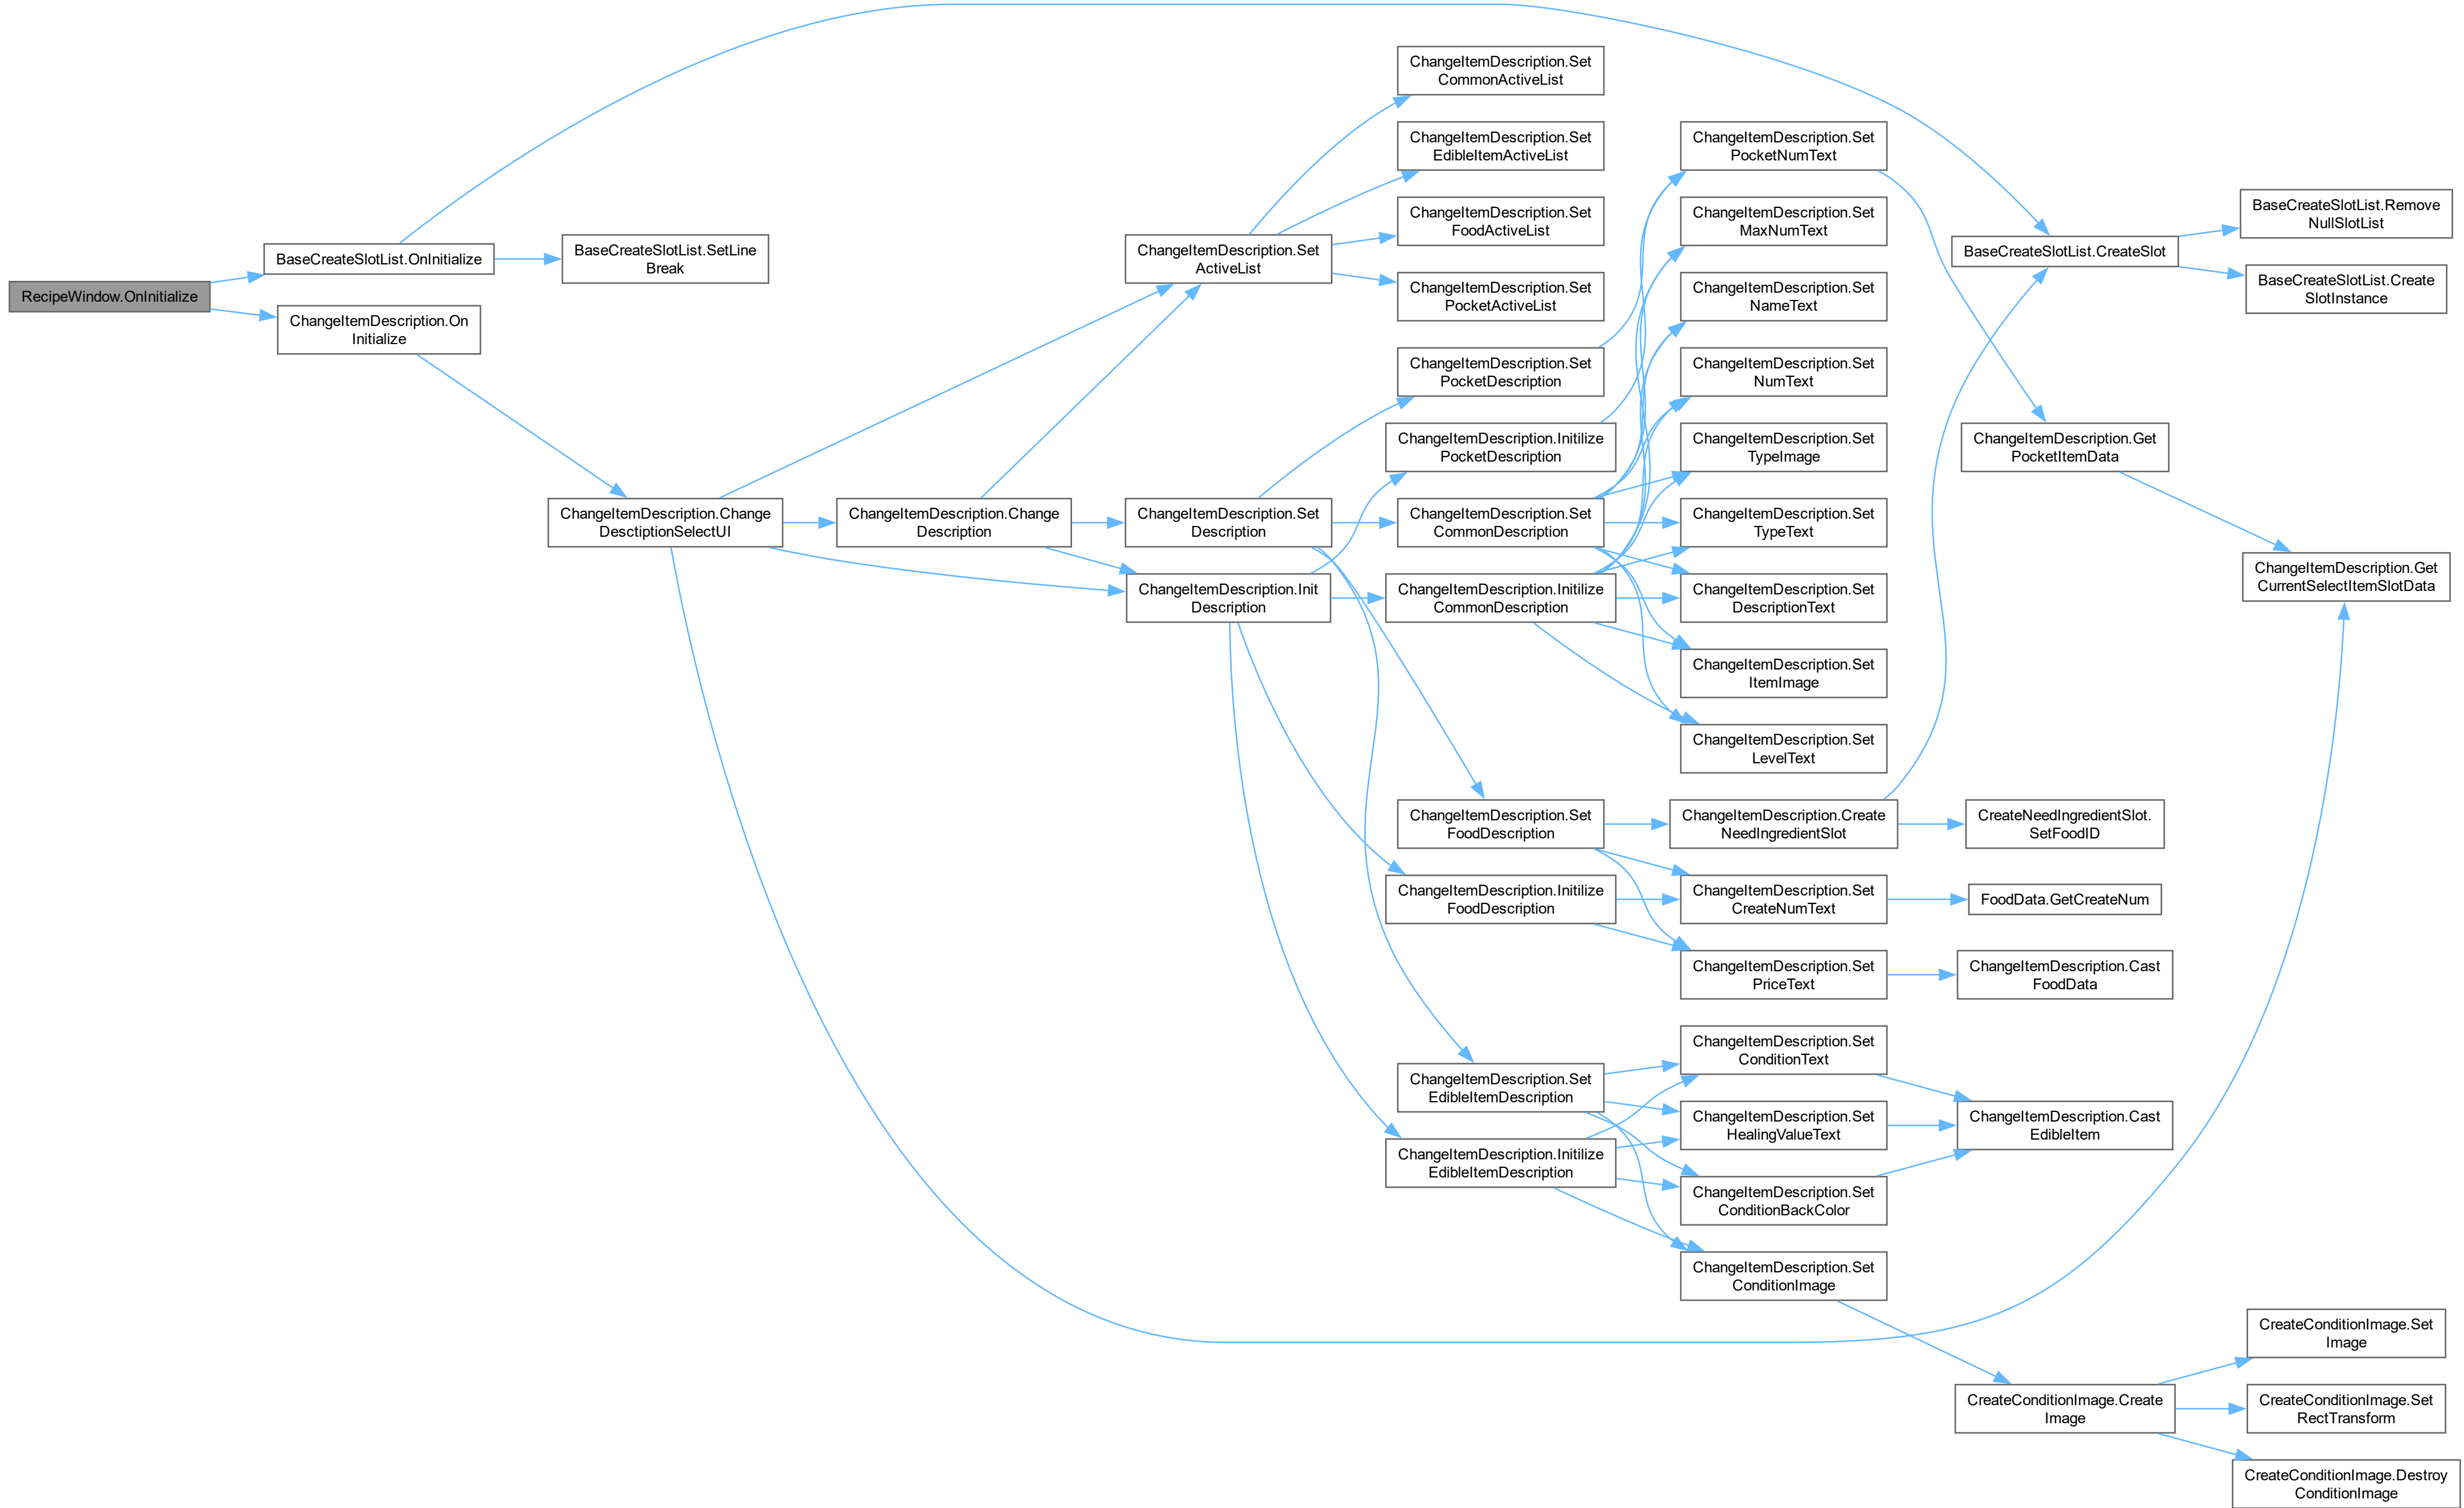 RecipeWindow.OnInitialize
BaseCreateSlotList.OnInitialize
ChangeItemDescription.On
Initialize
BaseCreateSlotList.SetLine
Break
ChangeItemDescription.Change
DesctiptionSelectUI
ChangeItemDescription.Change
Description
ChangeItemDescription.Set
ActiveList
ChangeItemDescription.Set
Description
ChangeItemDescription.Init
Description
ChangeItemDescription.Set
CommonActiveList
ChangeItemDescription.Set
EdibleItemActiveList
ChangeItemDescription.Set
FoodActiveList
ChangeItemDescription.Set
PocketActiveList
ChangeItemDescription.Set
PocketDescription
ChangeItemDescription.Initilize
PocketDescription
ChangeItemDescription.Set
CommonDescription
ChangeItemDescription.Initilize
CommonDescription
ChangeItemDescription.Set
FoodDescription
ChangeItemDescription.Initilize
FoodDescription
ChangeItemDescription.Set
EdibleItemDescription
ChangeItemDescription.Initilize
EdibleItemDescription
ChangeItemDescription.Set
PocketNumText
ChangeItemDescription.Set
MaxNumText
ChangeItemDescription.Set
NameText
ChangeItemDescription.Set
NumText
ChangeItemDescription.Set
TypeImage
ChangeItemDescription.Set
TypeText
ChangeItemDescription.Set
DescriptionText
ChangeItemDescription.Set
ItemImage
ChangeItemDescription.Set
LevelText
ChangeItemDescription.Create
NeedIngredientSlot
ChangeItemDescription.Set
CreateNumText
ChangeItemDescription.Set
PriceText
ChangeItemDescription.Set
ConditionText
ChangeItemDescription.Set
HealingValueText
ChangeItemDescription.Set
ConditionBackColor
ChangeItemDescription.Set
ConditionImage
BaseCreateSlotList.CreateSlot
ChangeItemDescription.Get
PocketItemData
CreateNeedIngredientSlot.
SetFoodID
FoodData.GetCreateNum
ChangeItemDescription.Cast
FoodData
ChangeItemDescription.Cast
EdibleItem
CreateConditionImage.Create
Image
BaseCreateSlotList.Remove
NullSlotList
BaseCreateSlotList.Create
SlotInstance
ChangeItemDescription.Get
CurrentSelectItemSlotData
CreateConditionImage.Set
Image
CreateConditionImage.Set
RectTransform
CreateConditionImage.Destroy
ConditionImage